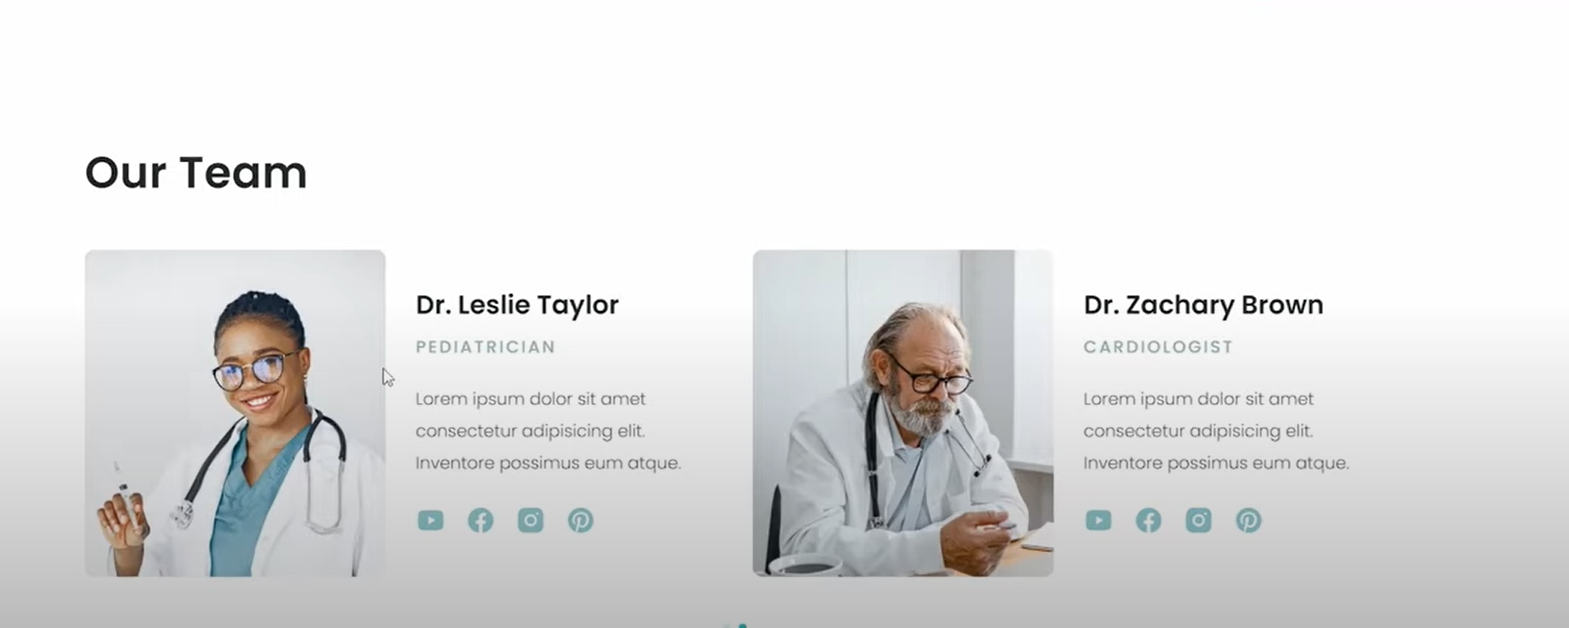 Our Team
Dr. Leslie Taylor
PEDIATRICIAN
Lorem ipsum dolor sit amet
consectetur adipisicing elit.
Inventore possimus eum atque.
Dr. Zachary Brown
CARDIOLOGIST
Lorem ipsum dolor sit amet
consectetur adipisicing elit.
Inventore possimus eum atque.